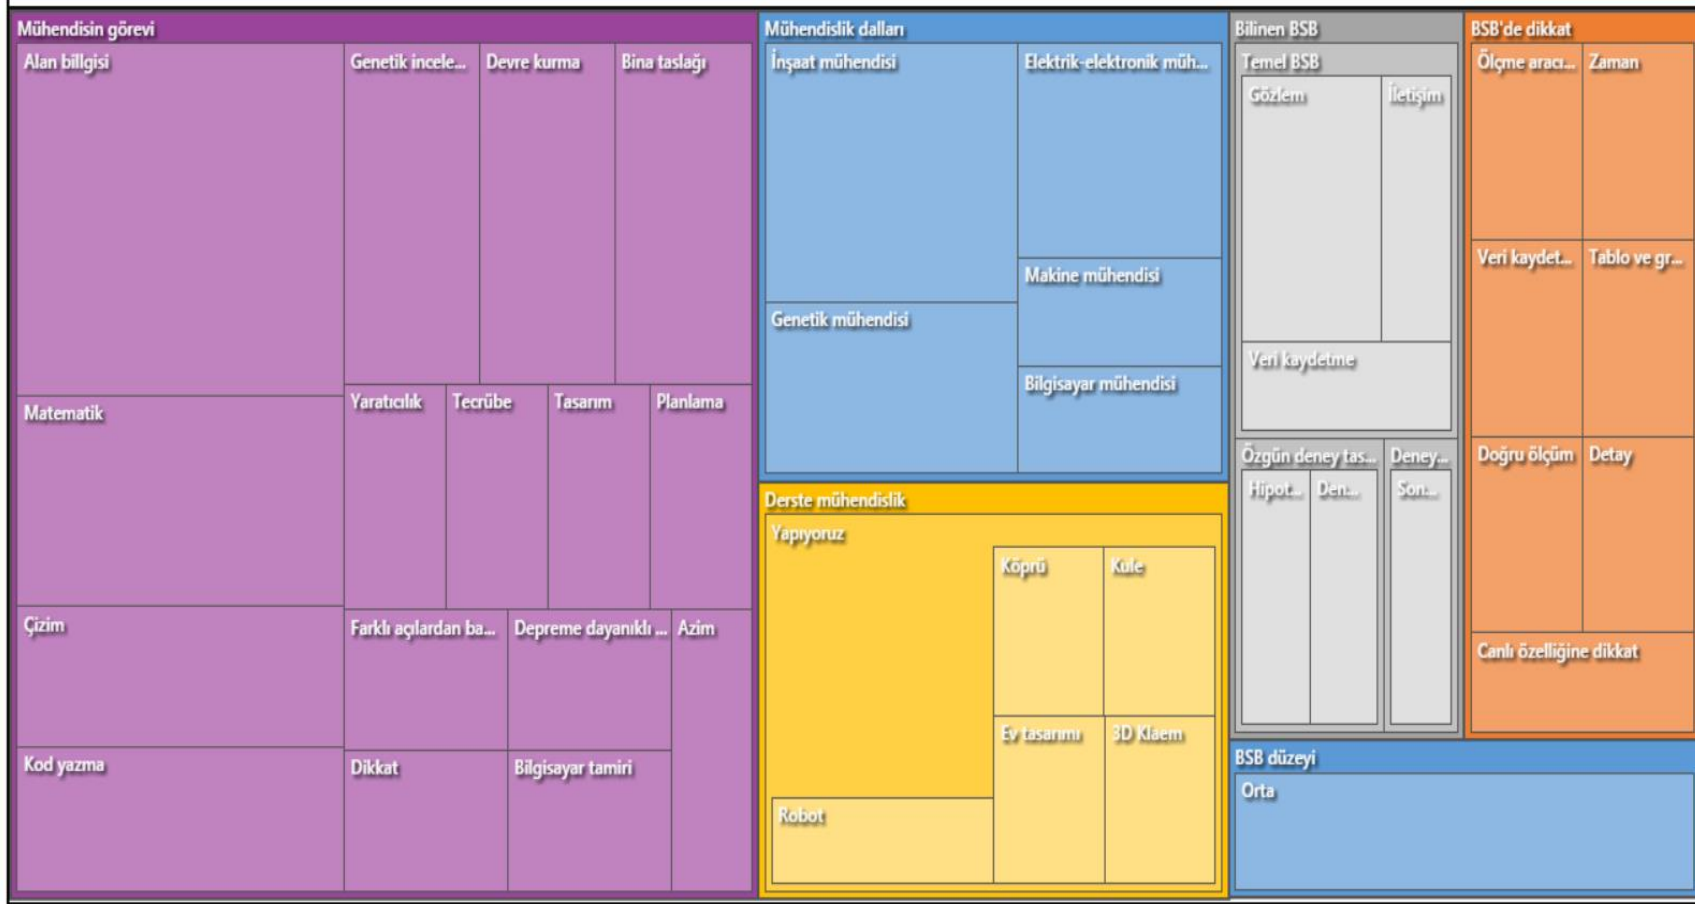 Mühendisin görevi
Alan billgisi
Genetik incele...
Devre kurma
Bina taslağı
Matematik
Yaratıcılık
Tecrübe
Tasarım
Planlama
Çizim
Farklı açılardan ba...
Depreme dayanıklı ...
Azim
Kod yazma
Dikkat
Bilgisayar tamiri
Mühendislik dalları
İnşaat mühendisi
Elektrik-elektronik müh...
Makine mühendisi
Genetik mühendisi
Bilgisayar mühendisi
Derste mühendislik
Yapıyoruz
Köprü
Kule
Ev tasarımı
3D Klaem
Robot
Bilinen BSB
Temel BSB
Gözlem
İletişim
Veri kaydetme
Özgün deney tas...
Deney...
Hipot...
Den...
Son...
BSB'de dikkat
Ölçme aracı...
Zaman
Veri kaydet...
Tablo ve gr...
Doğru ölçüm
Detay
Canlı özelliğine dikkat
BSB düzeyi
Orta